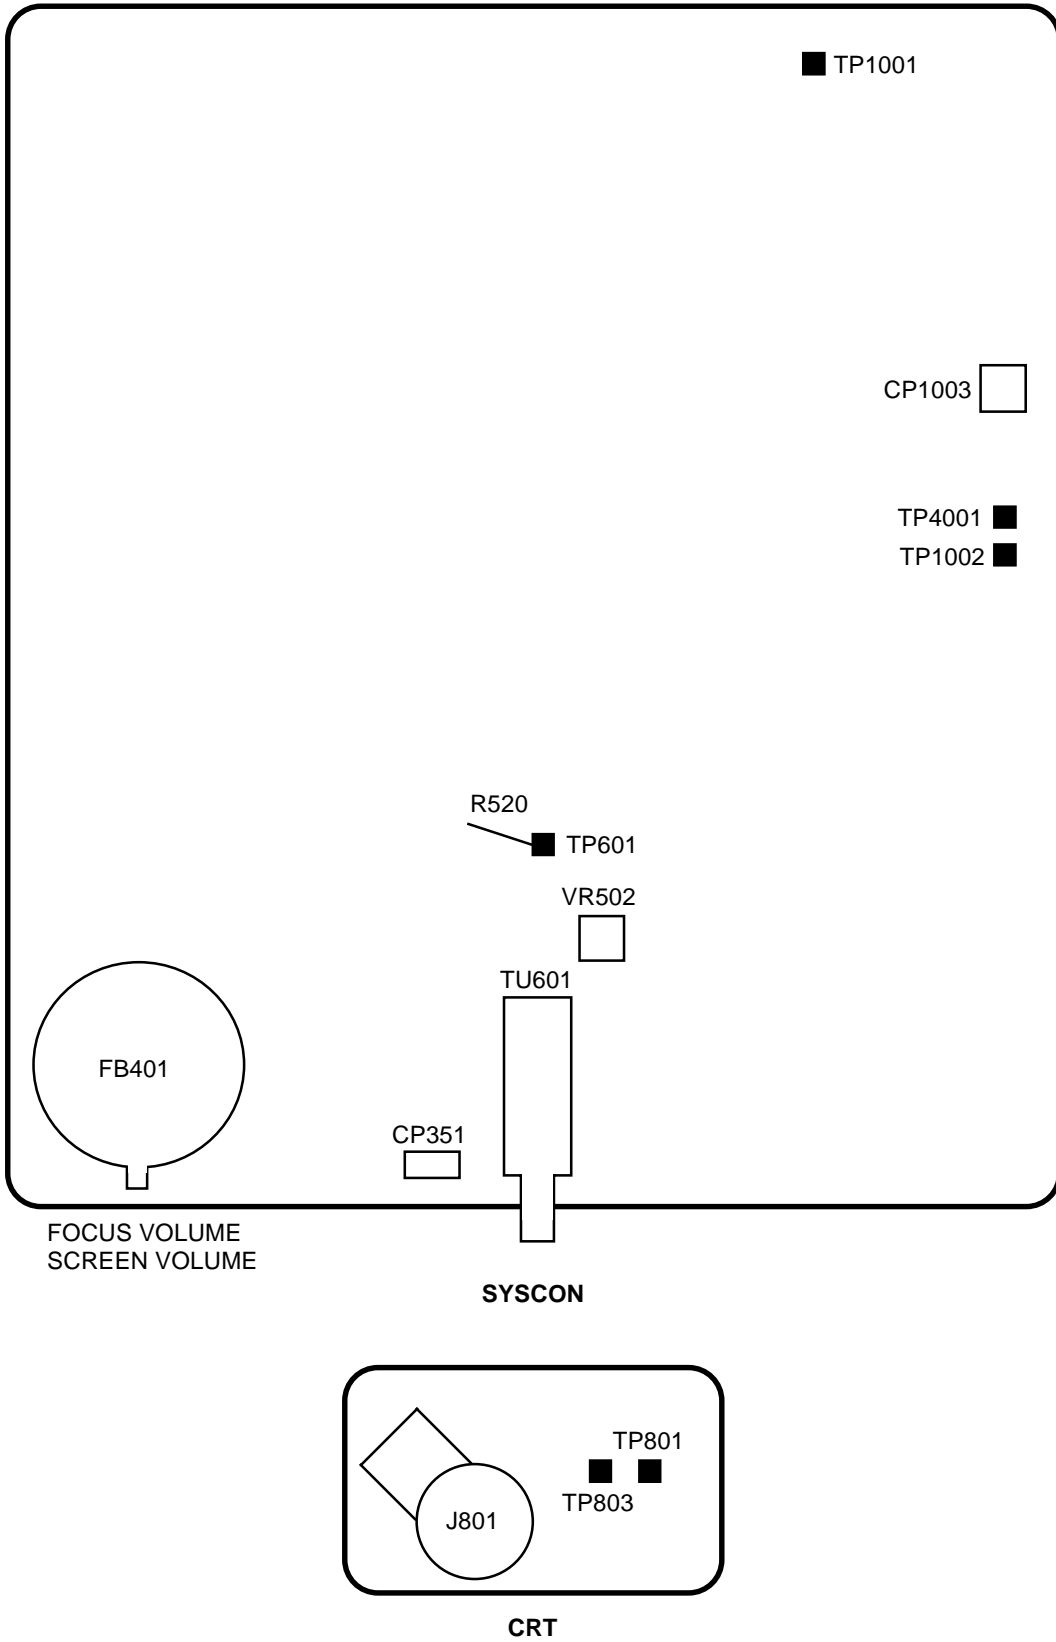 TP1001
CP1003
TP4001
TP1002
R520
TP601
VR502
TU601
FB401
CP351
FOCUS VOLUME
SCREEN VOLUME
SYSCON
TP801
TP803
J801
CRT